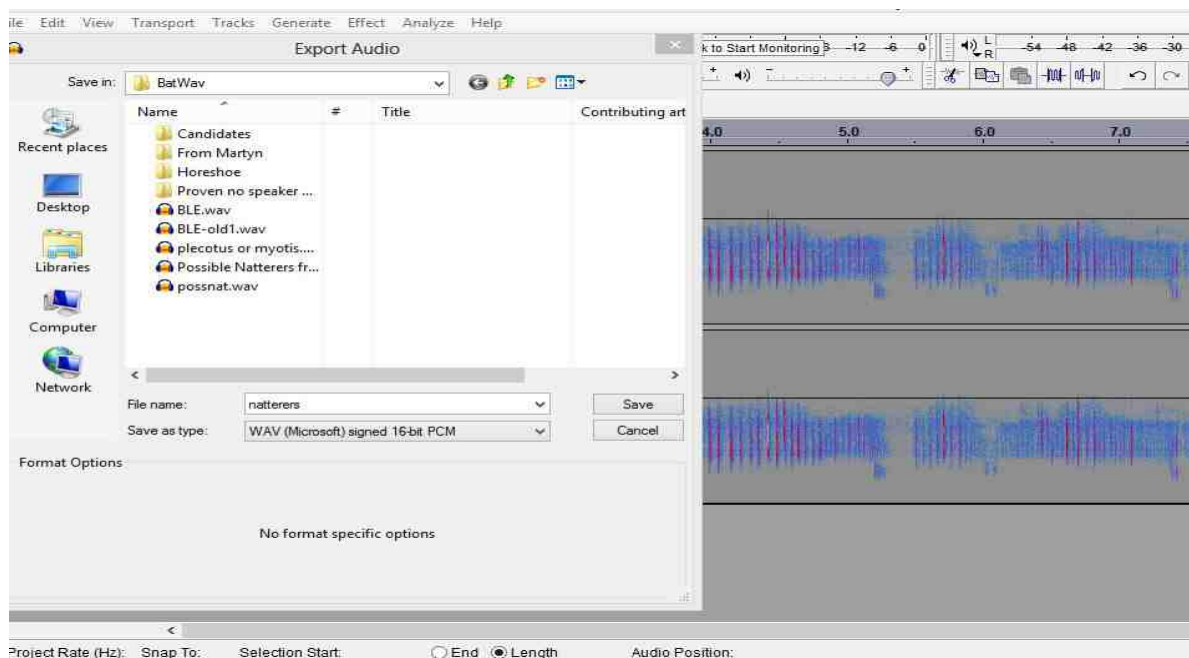 ile Edit View Transport Tracks Generate Effect Analyze Help
Export Audio
k to Start Monitoring -12 -6 0 L R -54 -48 -42 -36 -30
Save in: BatWav
Name # Title Contributing art
4.0 5.0 6.0 7.0
Candidates
Recent places
From Martyn
Horeshoe
Proven no speaker ...
Desktop
BLE.wav
BLE-old1.wav
plecotus or myotis....
Libraries
Possible Natterers fr...
possnat.wav
Computer
Network
File name: natterers Save
Save as type: WAV (Microsoft) signed 16-bit PCM Cancel
Format Options
No format specific options
Project Rate (Hz): Snap To: Selection Start: End Length Audio Position: